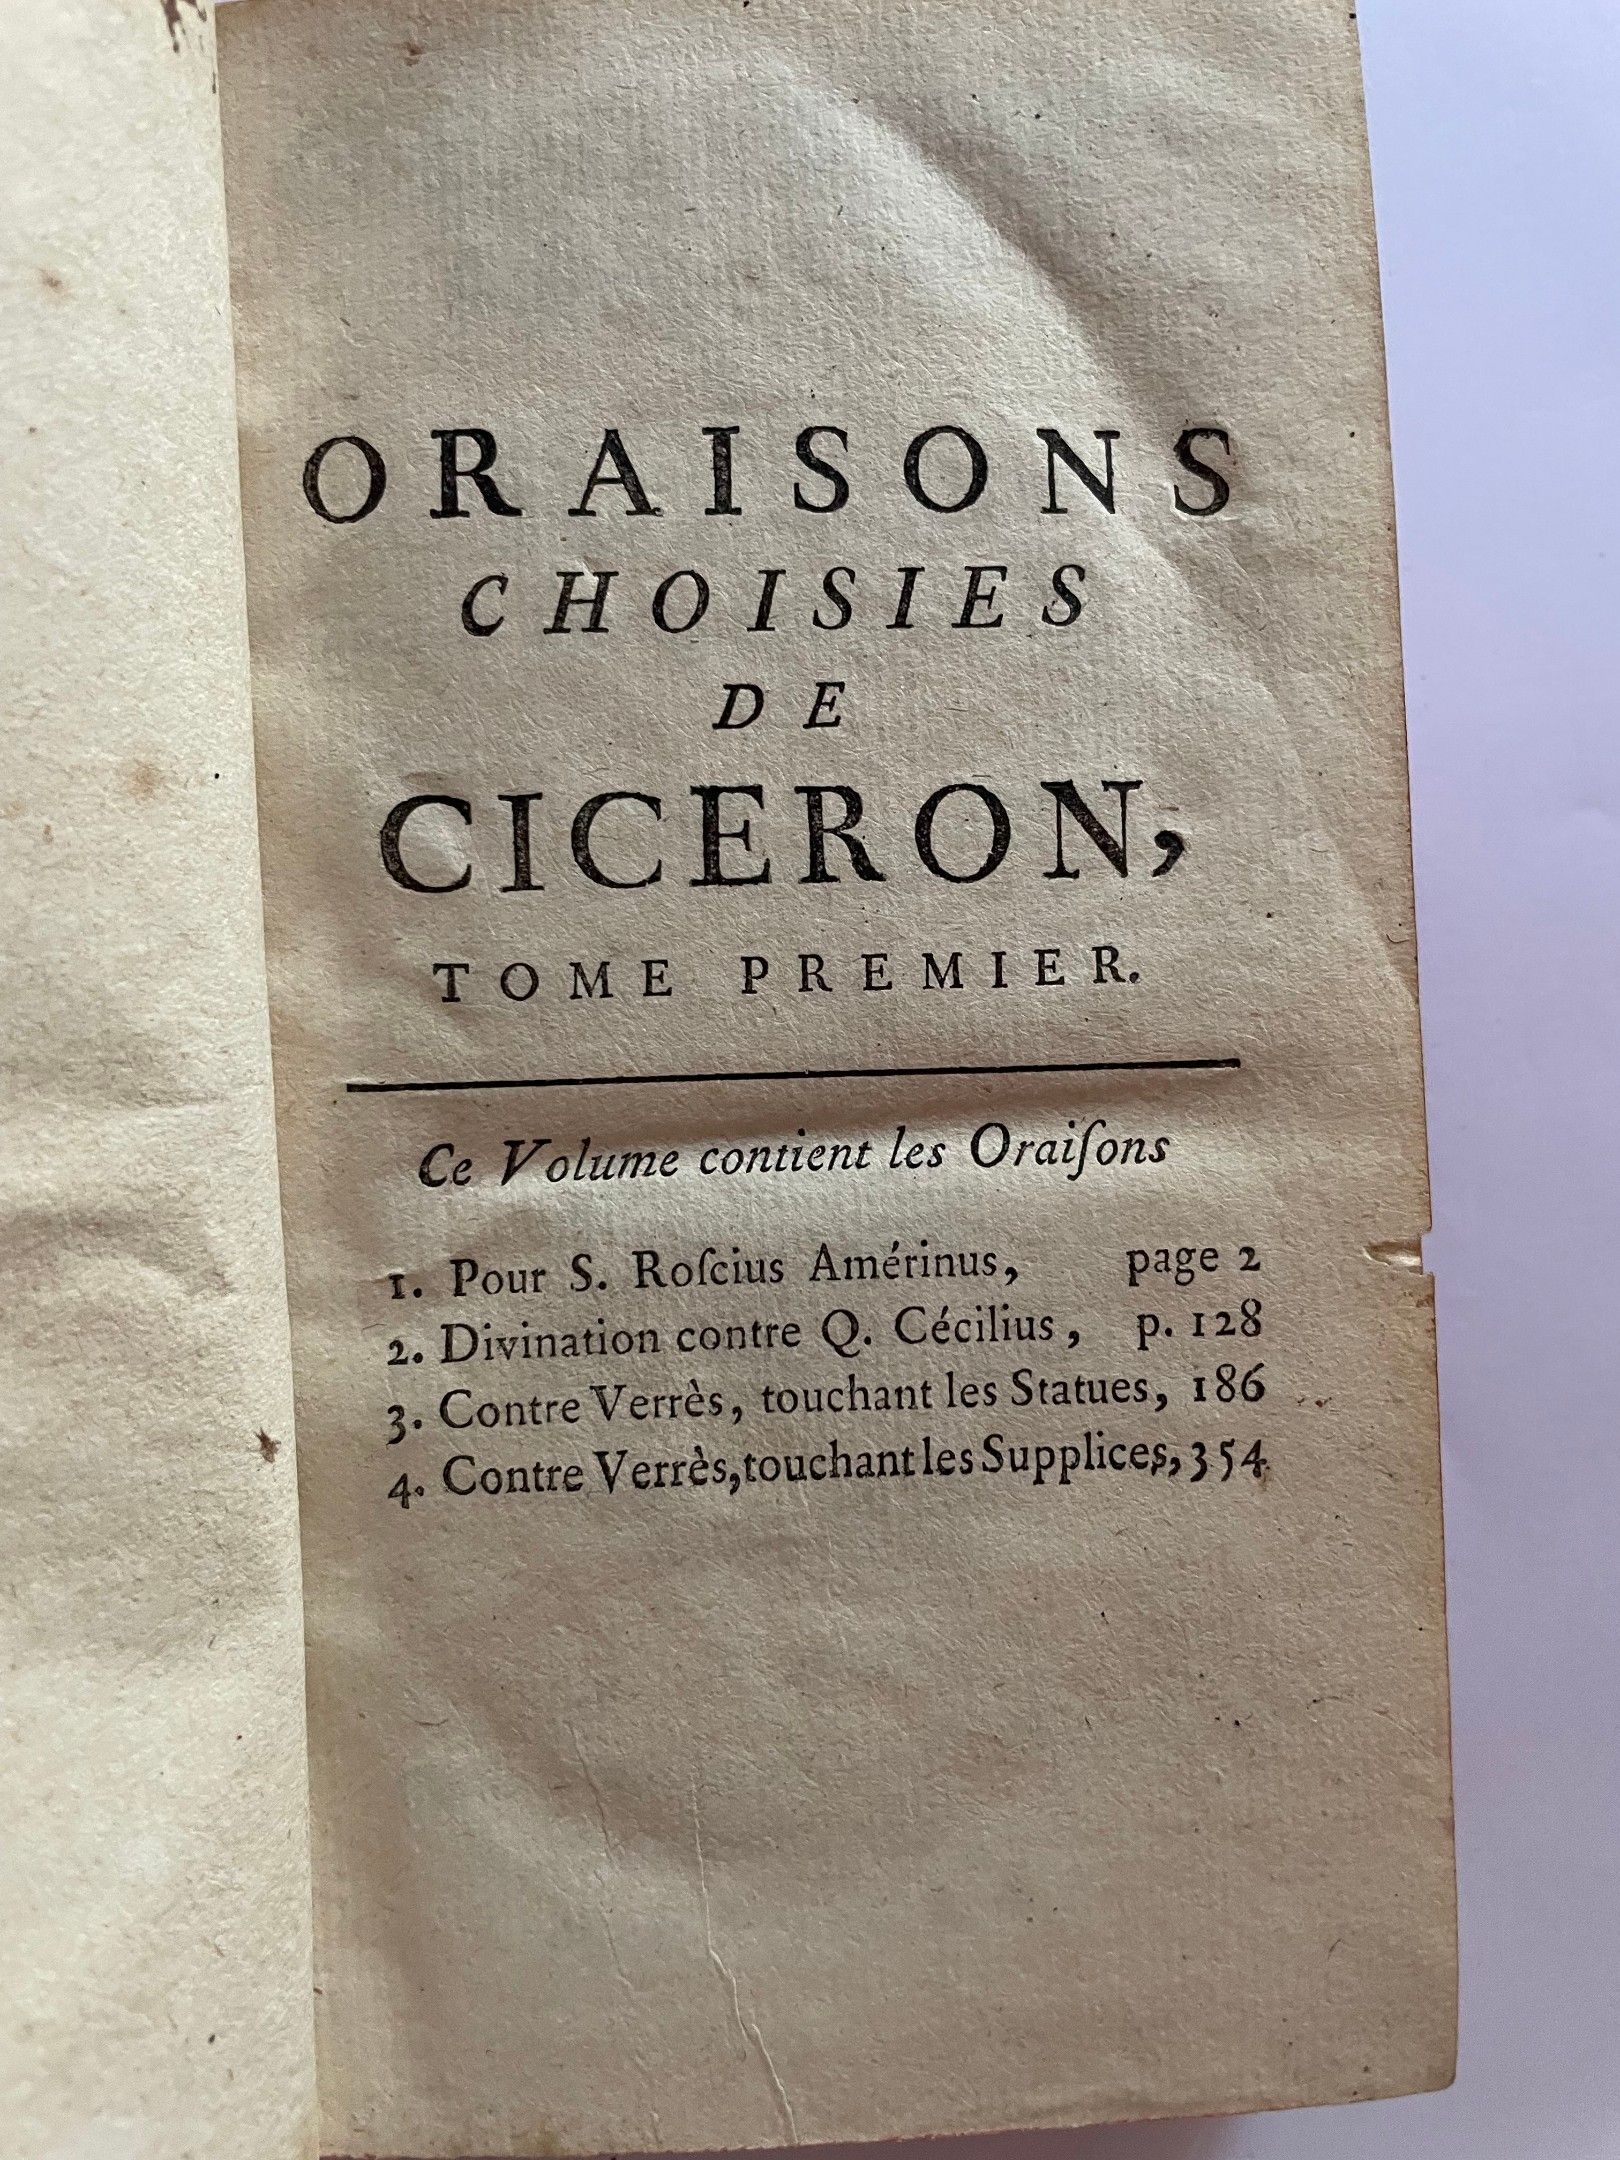 ORAISONS
CHOISIES
DE
CICERON,
TOME PREMIER.
Ce Volume contient les Oraiſons
1. Pour S. Roſcius Amérinus, page 2
2. Divination contre Q. Cécilius, p. 128
3. Contre Verrès, touchant les Statues, 186
4. Contre Verrès, touchant les Supplices, 354.